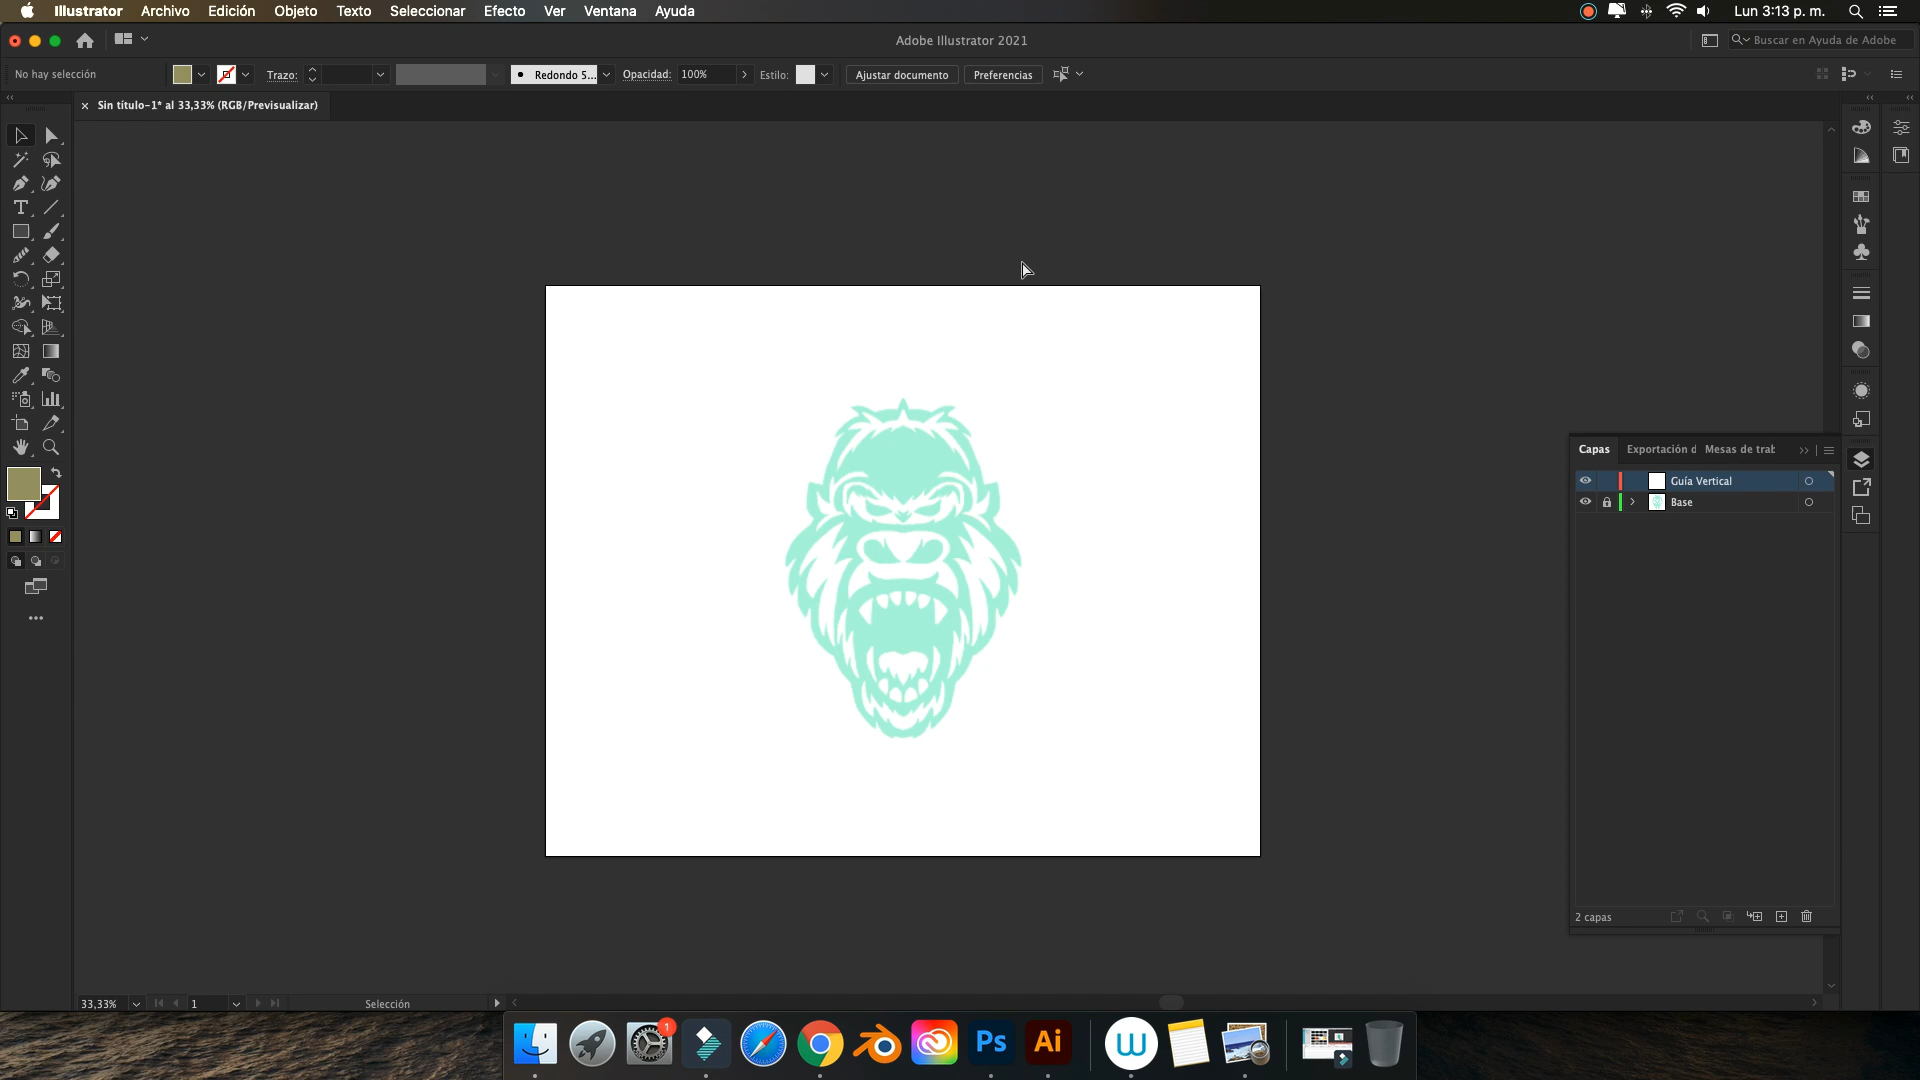 Illustrator Archivo Edición Objeto Texto Seleccionar Efecto Ver Ventana Ayuda Lun 3:13 p. m.
Adobe Illustrator 2021 Buscar en Ayuda de Adobe
No hay selección Trazo: Redondo 5... Opacidad: 100% Estilo: Ajustar documento Preferencias
× Sin título-1* al 33,33% (RGB/Previsualizar)
Capas Exportación d Mesas de trab
Guía Vertical
Base
2 capas
33,33% 1 Selección
1
Ps Ai